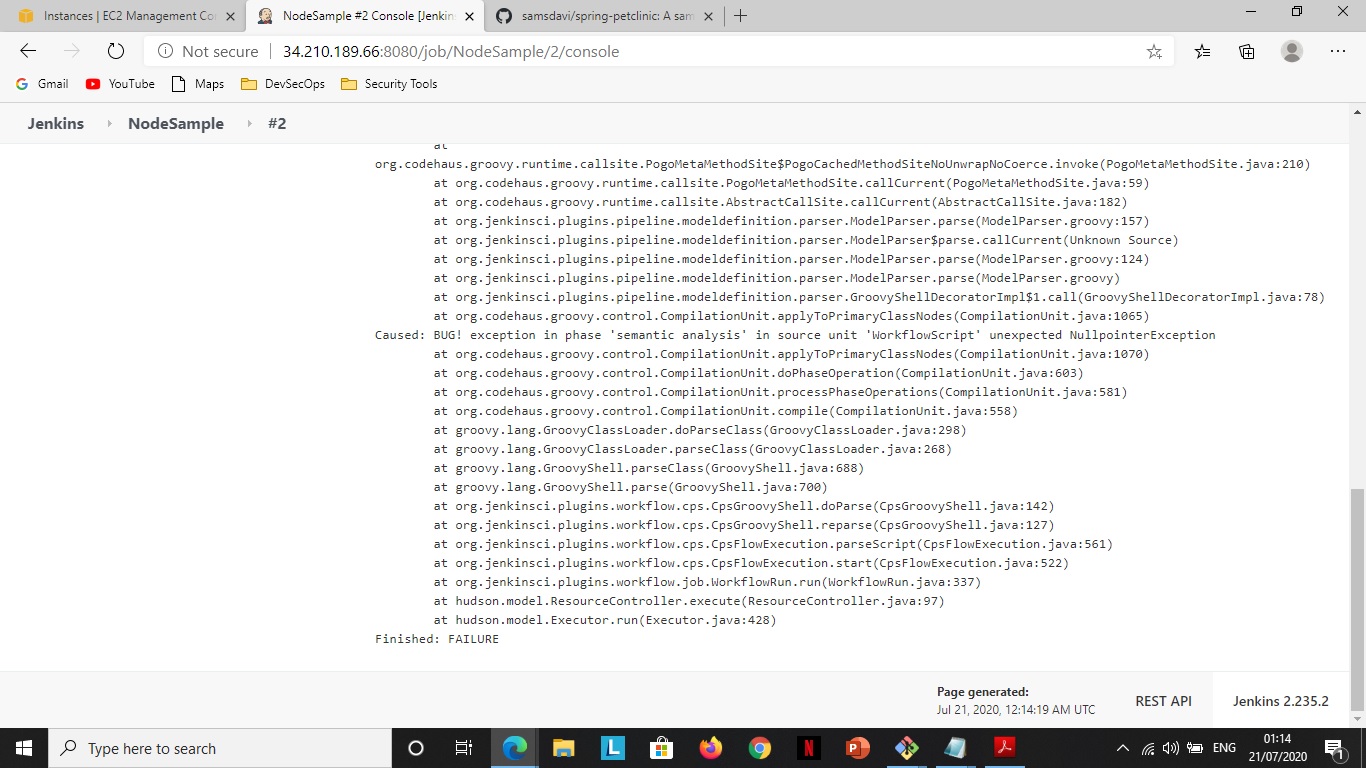 Instances | EC2 Management Co
NodeSample #2 Console [Jenkin
samsdavi/spring-petclinic: A sam
Not secure
34.210.189.66:8080/job/NodeSample/2/console
Gmail
YouTube
Maps
DevSecOps
Security Tools
Jenkins
NodeSample
#2
at
org.codehaus.groovy.runtime.callsite.PogoMetaMethodSite$PogoCachedMethodSiteNoUnwrapNoCoerce.invoke(PogoMetaMethodSite.java:210)
at org.codehaus.groovy.runtime.callsite.PogoMetaMethodSite.callCurrent(PogoMetaMethodSite.java:59)
at org.codehaus.groovy.runtime.callsite.AbstractCallSite.callCurrent(AbstractCallSite.java:182)
at org.jenkinsci.plugins.pipeline.modeldefinition.parser.ModelParser.parse(ModelParser.groovy:157)
at org.jenkinsci.plugins.pipeline.modeldefinition.parser.ModelParser$parse.callCurrent(Unknown Source)
at org.jenkinsci.plugins.pipeline.modeldefinition.parser.ModelParser.parse(ModelParser.groovy:124)
at org.jenkinsci.plugins.pipeline.modeldefinition.parser.ModelParser.parse(ModelParser.groovy)
at org.jenkinsci.plugins.pipeline.modeldefinition.parser.GroovyShellDecoratorImpl$1.call(GroovyShellDecoratorImpl.java:78)
at org.codehaus.groovy.control.CompilationUnit.applyToPrimaryClassNodes(CompilationUnit.java:1065)
Caused: BUG! exception in phase 'semantic analysis' in source unit 'WorkflowScript' unexpected NullpointerException
at org.codehaus.groovy.control.CompilationUnit.applyToPrimaryClassNodes(CompilationUnit.java:1070)
at org.codehaus.groovy.control.CompilationUnit.doPhaseOperation(CompilationUnit.java:603)
at org.codehaus.groovy.control.CompilationUnit.processPhaseOperations(CompilationUnit.java:581)
at org.codehaus.groovy.control.CompilationUnit.compile(CompilationUnit.java:558)
at groovy.lang.GroovyClassLoader.doParseClass(GroovyClassLoader.java:298)
at groovy.lang.GroovyClassLoader.parseClass(GroovyClassLoader.java:268)
at groovy.lang.GroovyShell.parseClass(GroovyShell.java:688)
at groovy.lang.GroovyShell.parse(GroovyShell.java:700)
at org.jenkinsci.plugins.workflow.cps.CpsGroovyShell.doParse(CpsGroovyShell.java:142)
at org.jenkinsci.plugins.workflow.cps.CpsGroovyShell.reparse(CpsGroovyShell.java:127)
at org.jenkinsci.plugins.workflow.cps.CpsFlowExecution.parseScript(CpsFlowExecution.java:561)
at org.jenkinsci.plugins.workflow.cps.CpsFlowExecution.start(CpsFlowExecution.java:522)
at org.jenkinsci.plugins.workflow.job.WorkflowRun.run(WorkflowRun.java:337)
at hudson.model.ResourceController.execute(ResourceController.java:97)
at hudson.model.Executor.run(Executor.java:428)
Finished: FAILURE
Page generated:
Jul 21, 2020, 12:14:19 AM UTC
REST API
Jenkins 2.235.2
Type here to search
ENG
01:14
21/07/2020
1